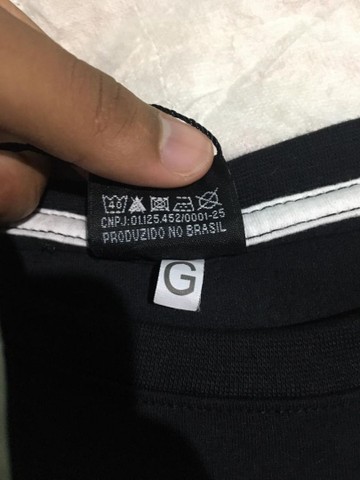 40
CNPJ:01.125.452/0001-25
PRODUZIDO NO BRASIL
G